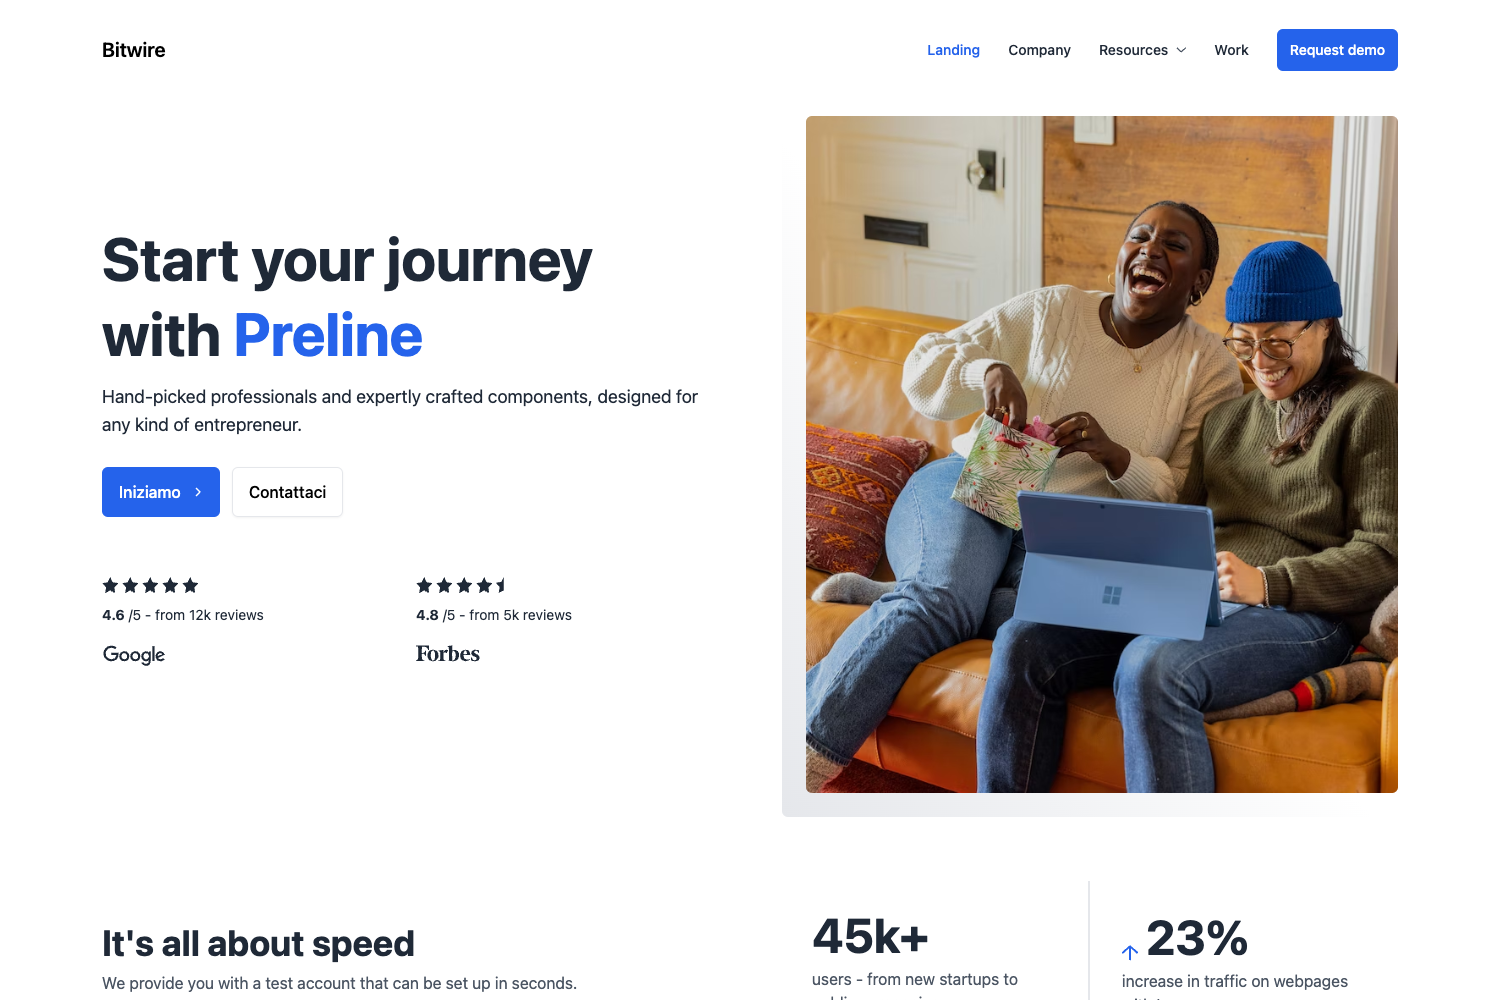 Bitwire
Landing Company Resources Work Request demo
Start your journey
with Preline
Hand-picked professionals and expertly crafted components, designed for
any kind of entrepreneur.
Iniziamo
Contattaci
4.6 /5 - from 12k reviews
Google
4.8 /5 - from 5k reviews
Forbes
It's all about speed
We provide you with a test account that can be set up in seconds.
45k+
users - from new startups to
23%
increase in traffic on webpages